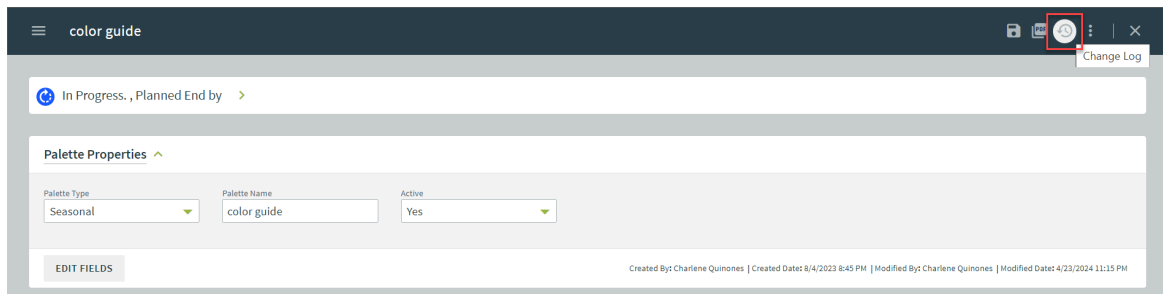 color guide
PDF
Change Log
In Progress. , Planned End by
Palette Properties
Palette Type Palette Name Active
Seasonal color guide Yes
EDIT FIELDS Created By: Charlene Quinones | Created Date: 8/4/2023 8:45 PM | Modified By: Charlene Quinones | Modified Date: 4/23/2024 11:15 PM